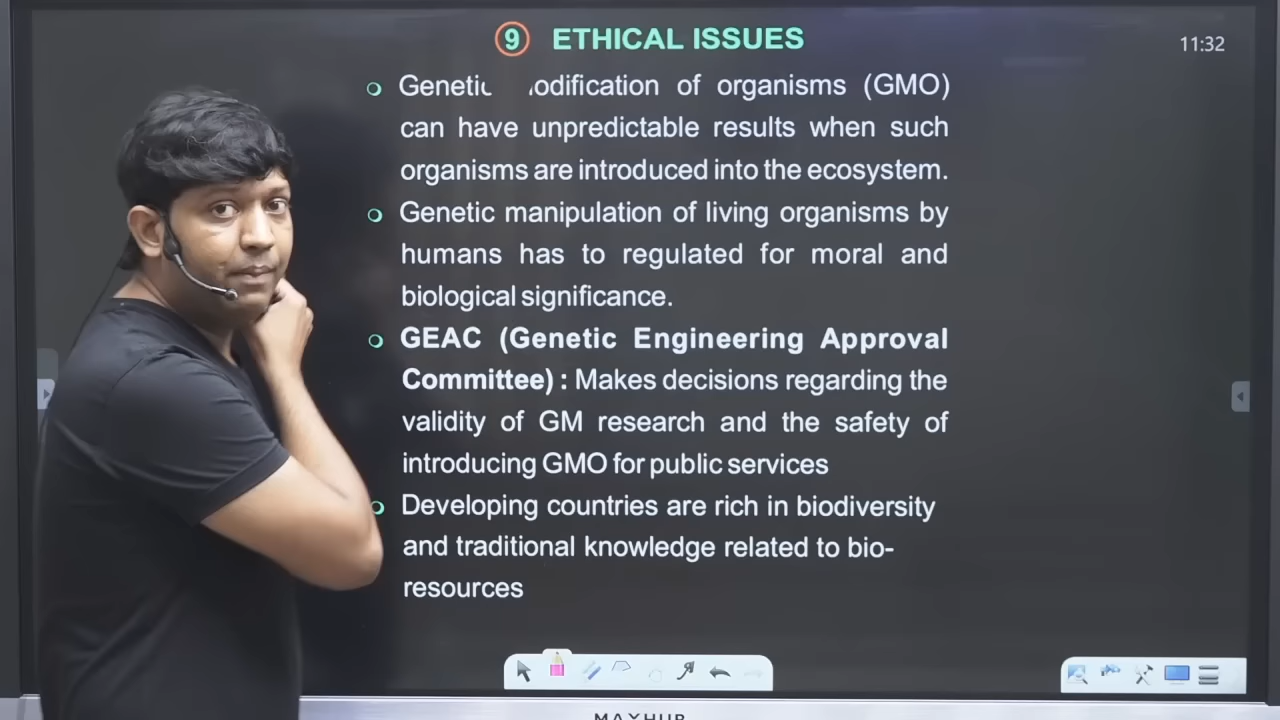 9 ETHICAL ISSUES
11:32
of organisms (GMO)
can have unpredictable results when such
organisms are introduced into the ecosystem.
Genetic manipulation of living organisms by
humans has to regulated for moral and
biological significance.
GEAC (Genetic Engineering Approval
Committee) : Makes decisions regarding the
validity of GM research and the safety of
introducing GMO for public services
Developing countries are rich in biodiversity
and traditional knowledge related to bio-
resources
MAXHUB